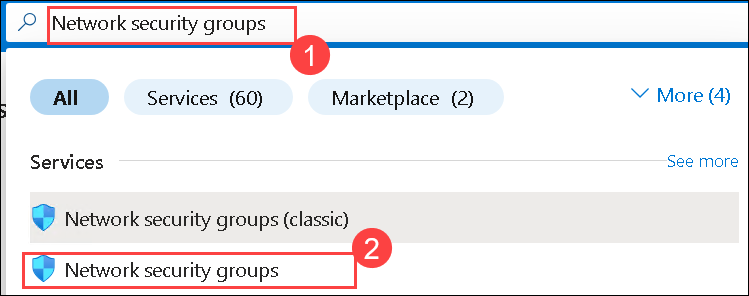 Network security groups
1
All
Services (60)
Marketplace (2)
More (4)
s
Services
See more
Network security groups (classic)
2
Network security groups